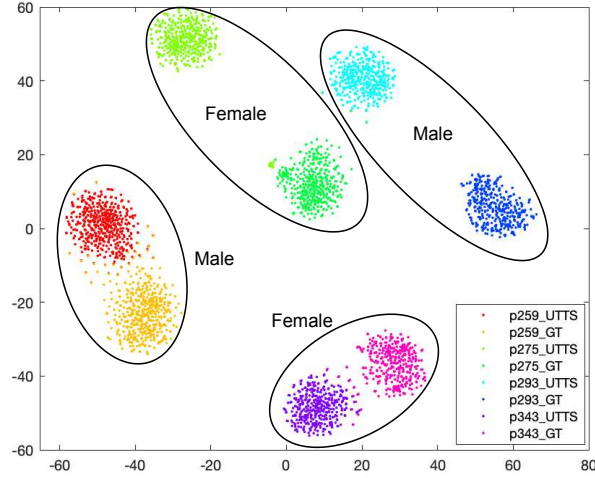 60
40
20
0
-20
-40
-60
-60
-40
-20
0
20
40
60
80
Female
Male
Male
Female
p259_UTTS
p259_GT
p275_UTTS
p275_GT
p293_UTTS
p293_GT
p343_UTTS
p343_GT